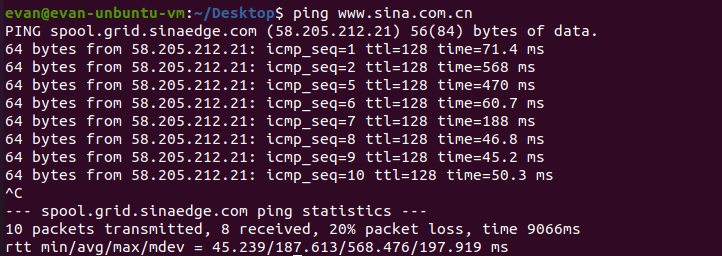 evan@evan-unbuntu-vm:~/Desktop$ ping www.sina.com.cn
PING spool.grid.sinaedge.com (58.205.212.21) 56(84) bytes of data.
64 bytes from 58.205.212.21: icmp_seq=1 ttl=128 time=71.4 ms
64 bytes from 58.205.212.21: icmp_seq=2 ttl=128 time=568 ms
64 bytes from 58.205.212.21: icmp_seq=5 ttl=128 time=470 ms
64 bytes from 58.205.212.21: icmp_seq=6 ttl=128 time=60.7 ms
64 bytes from 58.205.212.21: icmp_seq=7 ttl=128 time=188 ms
64 bytes from 58.205.212.21: icmp_seq=8 ttl=128 time=46.8 ms
64 bytes from 58.205.212.21: icmp_seq=9 ttl=128 time=45.2 ms
64 bytes from 58.205.212.21: icmp_seq=10 ttl=128 time=50.3 ms
^C
--- spool.grid.sinaedge.com ping statistics ---
10 packets transmitted, 8 received, 20% packet loss, time 9066ms
rtt min/avg/max/mdev = 45.239/187.613/568.476/197.919 ms